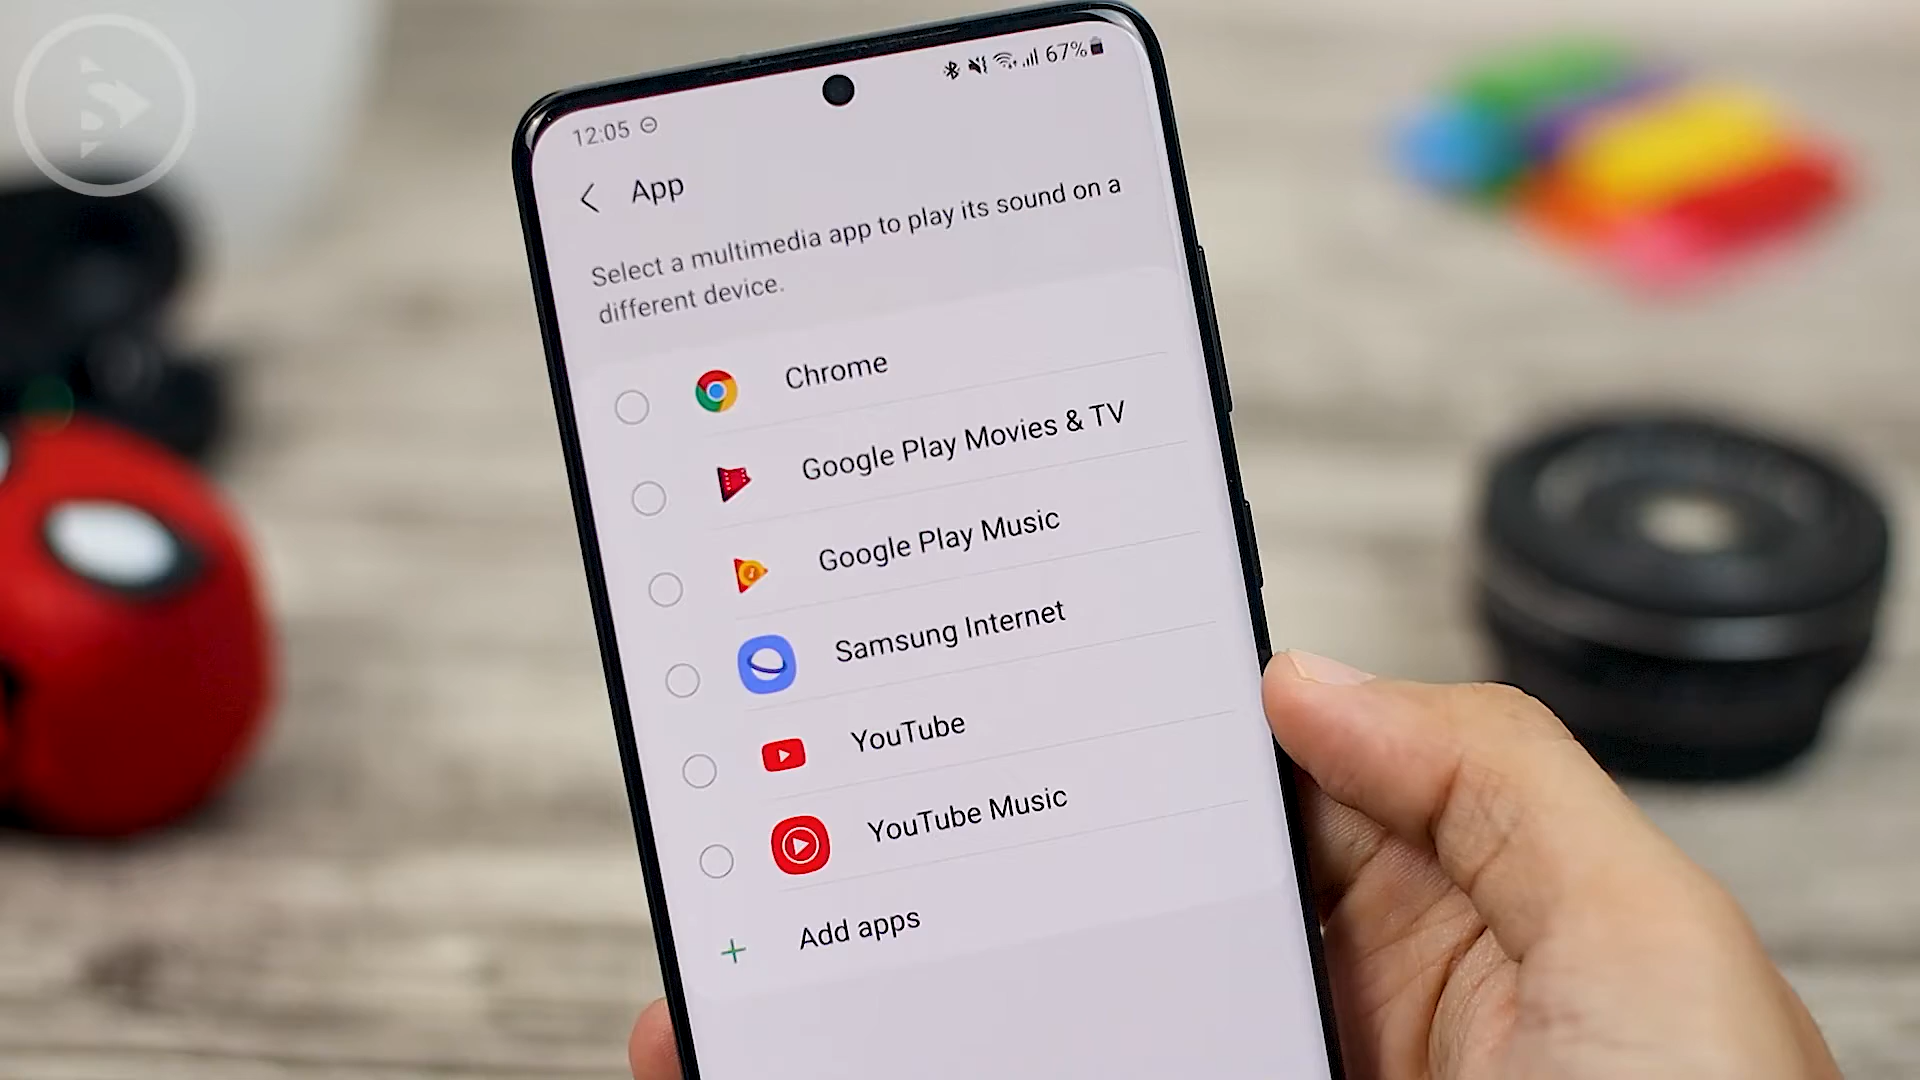 12:05
67%
App
Select a multimedia app to play its sound on a
different device.
Chrome
Google Play Movies & TV
Google Play Music
Samsung Internet
YouTube
YouTube Music
Add apps